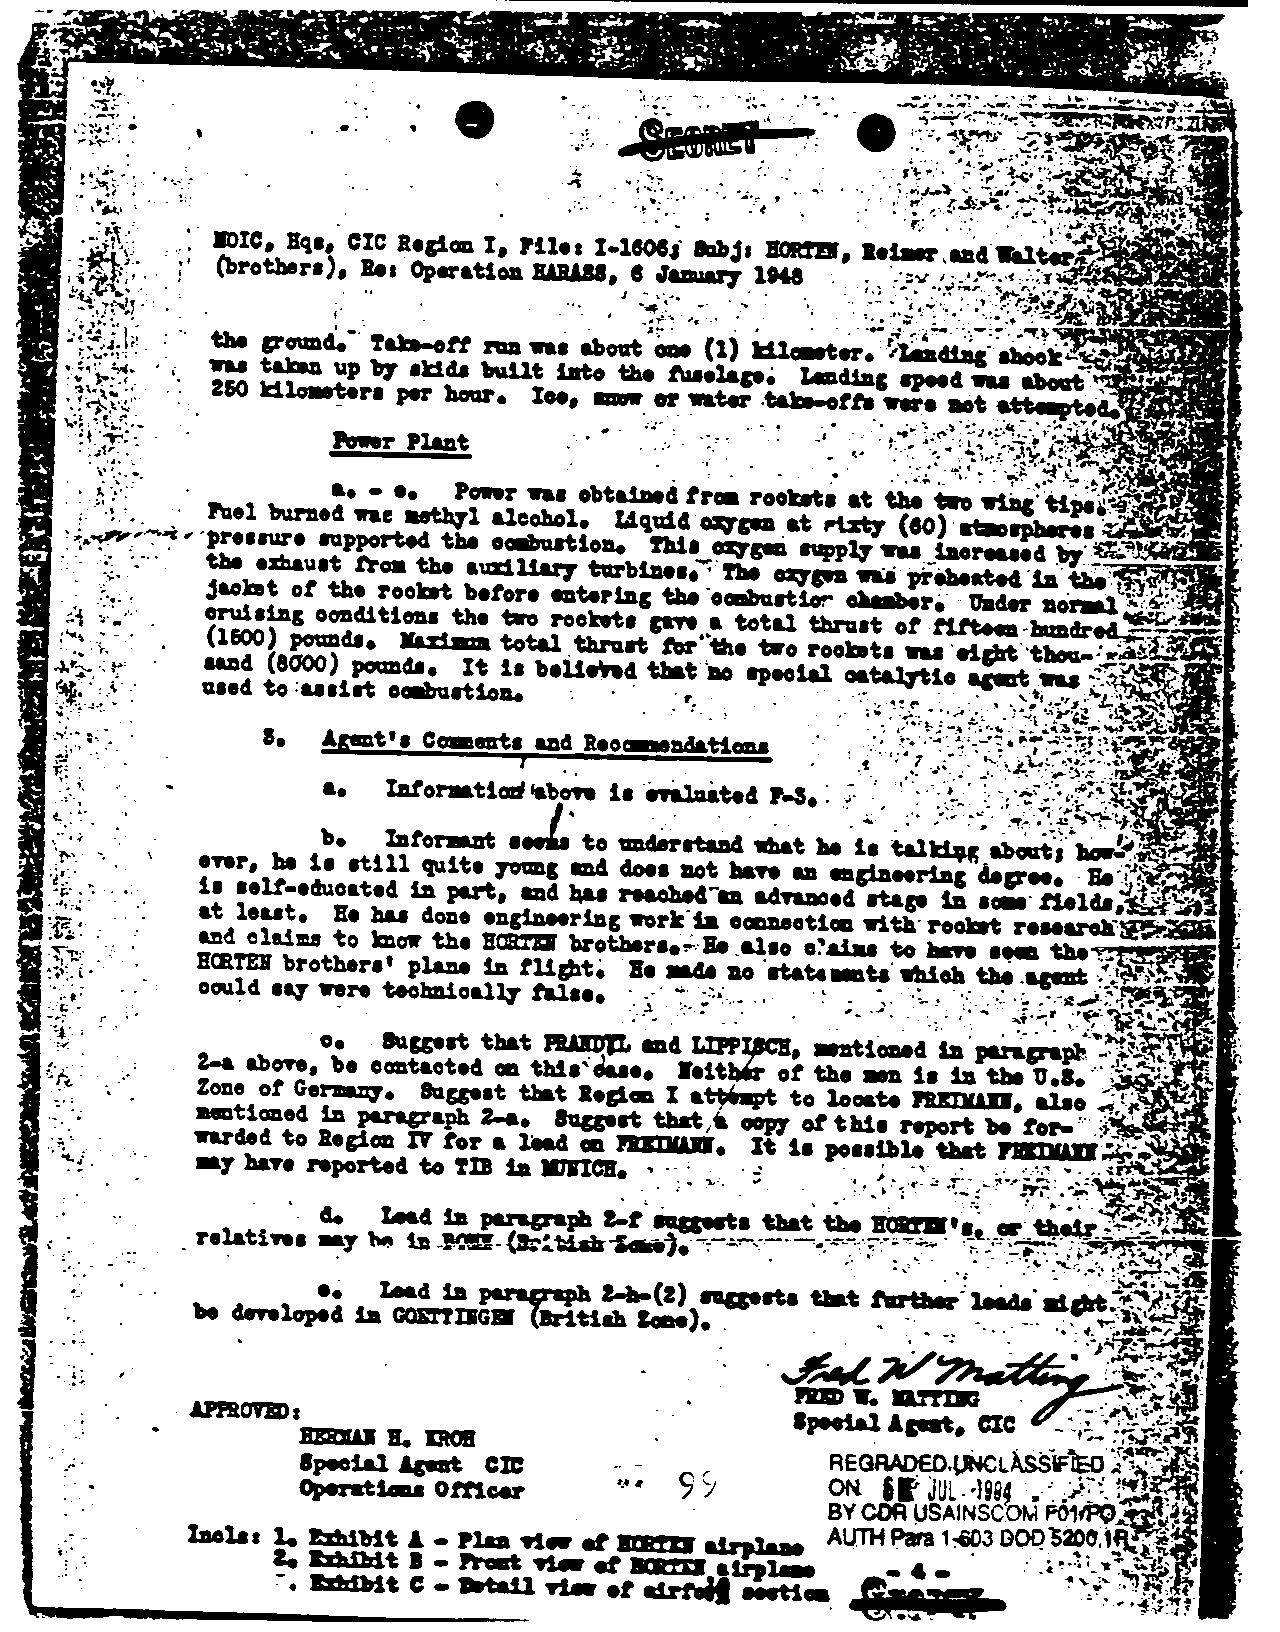 SECRET
MOIC, Hqs, CIC Region I, File: I-1606; Subj: HORTEN, Reimer and Walter
(brothers), Re: Operation HARASS, 6 January 1948
the ground. Take-off run was about one (1) kilometer. Landing shock
was taken up by skids built into the fuselage. Landing speed was about
250 kilometers per hour. Ice, snow or water take-offs were not attempted.
Power Plant
a. - e. Power was obtained from rockets at the two wing tips.
Fuel burned was methyl alcohol. Liquid oxygen at sixty (60) atmospheres
pressure supported the combustion. This oxygen supply was increased by
the exhaust from the auxiliary turbines. The oxygen was preheated in the
jacket of the rocket before entering the combustion chamber. Under normal
cruising conditions the two rockets gave a total thrust of fifteen hundred
(1500) pounds. Maximum total thrust for the two rockets was eight thou-
sand (8000) pounds. It is believed that no special catalytic agent was
used to assist combustion.
3. Agent's Comments and Recommendations
a. Information above is evaluated F-3.
b. Informant seems to understand what he is talking about; how-
ever, he is still quite young and does not have an engineering degree. He
is self-educated in part, and has reached an advanced stage in some fields,
at least. He has done engineering work in connection with rocket research
and claims to know the HORTEN brothers. He also claims to have seen the
HORTEN brothers' plane in flight. He made no statements which the agent
could say were technically false.
c. Suggest that PRANDTL and LIPPISCH, mentioned in paragraph
2-a above, be contacted on this case. Neither of the men is in the U.S.
Zone of Germany. Suggest that Region I attempt to locate FREIMANN, also
mentioned in paragraph 2-a. Suggest that a copy of this report be for-
warded to Region IV for a lead on FREIMANN. It is possible that FREIMANN
may have reported to TIB in MUNICH.
d. Lead in paragraph 2-f suggests that the HORTEN's, or their
relatives may be in BONN (British Zone).
e. Lead in paragraph 2-h-(2) suggests that further leads might
be developed in GOETTINGEN (British Zone).
Fred W Matting
FRED W. MATTING
Special Agent, CIC
APPROVED:
HERMAN H. KROH
Special Agent CIC
Operations Officer
99
REGRADED UNCLASSIFIED
ON JUL 1994
BY CDR USAINSCOM F01/PO
AUTH Para 1-603 DOD 5200.1R
Incls: 1. Exhibit A - Plan view of HORTEN airplane
2. Exhibit B - Front view of HORTEN airplane
. Exhibit C - Detail view of airfoil section
- 4 -